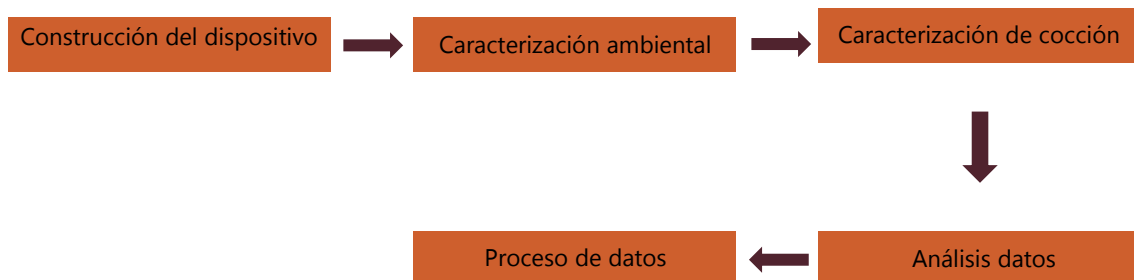 Construcción del dispositivo
Caracterización ambiental
Caracterización de cocción
Análisis datos
Proceso de datos